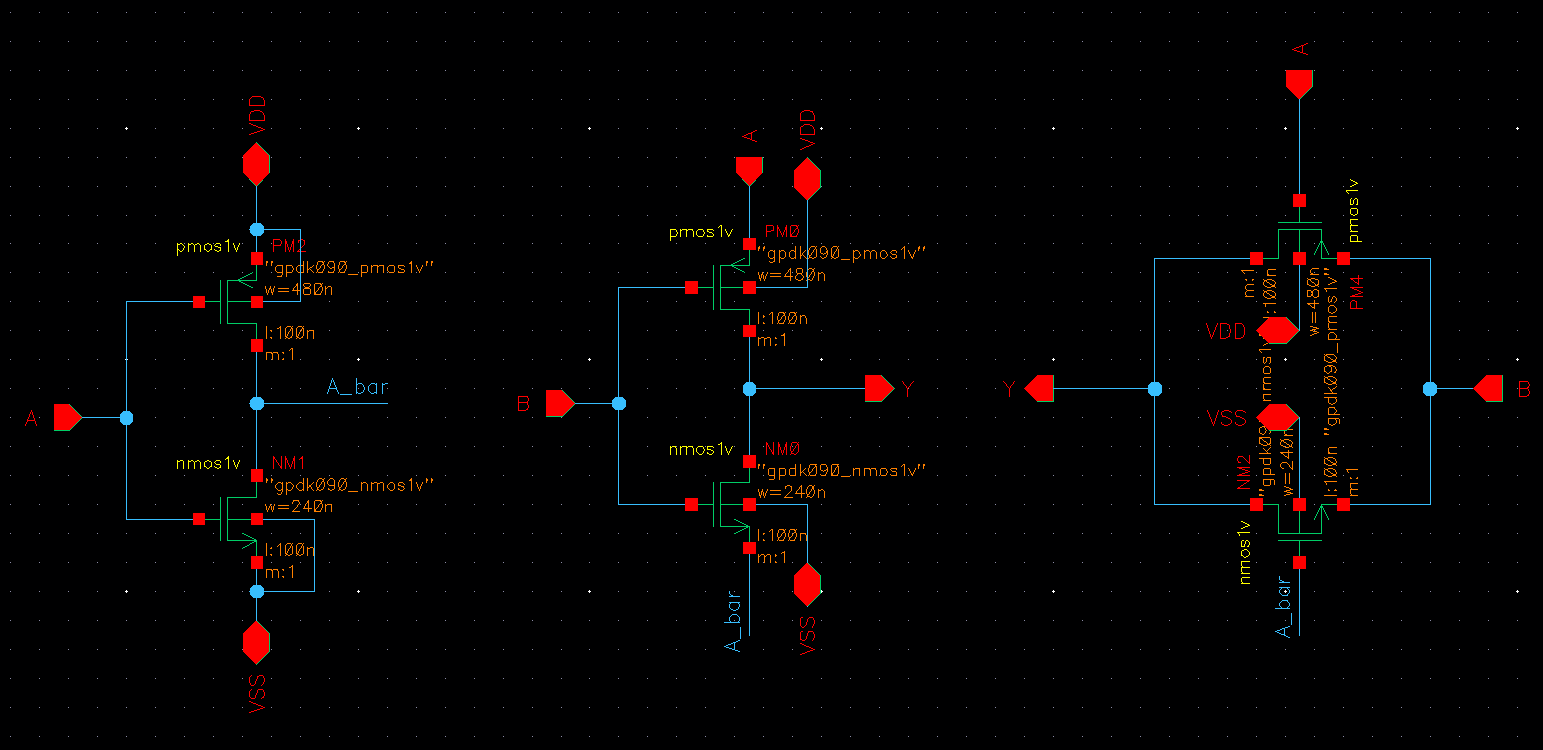 VDD
pmos1v
PM2
"gpdk090_pmos1v"
w=480n
l:100n
m:1
A_bar
A
nmos1v
NM1
"gpdk090_nmos1v"
w=240n
l:100n
m:1
VSS
A
VDD
pmos1v
PM0
"gpdk090_pmos1v"
w=480n
l:100n
m:1
B
Y
nmos1v
NM0
"gpdk090_nmos1v"
w=240n
l:100n
m:1
A_bar
VSS
A
pmos1v
m:1
l:100n
w=480n
"gpdk090_pmos1v"
PM4
VDD
Y
B
VSS
NM2
"gpdk090_nmos1v"
w=240n
l:100n
m:1
nmos1v
A_bar